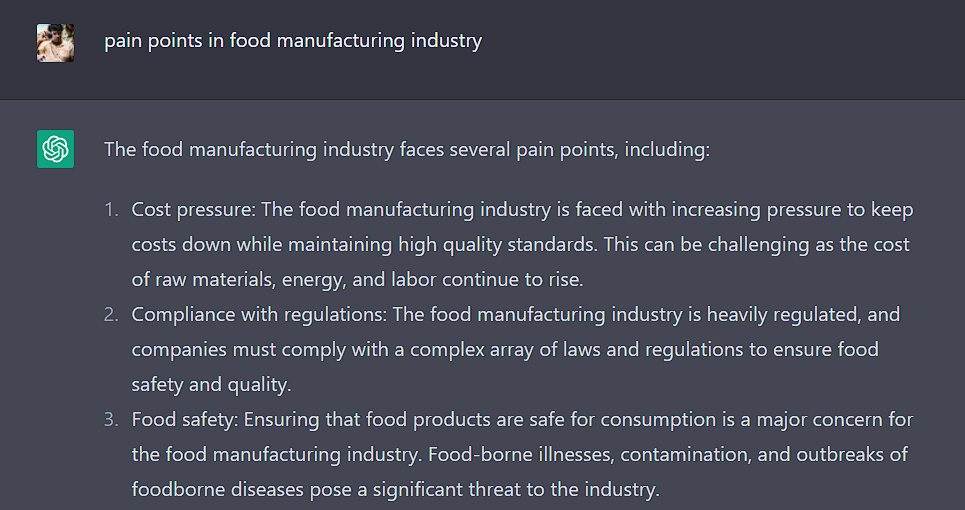 pain points in food manufacturing industry
The food manufacturing industry faces several pain points, including:
1. Cost pressure: The food manufacturing industry is faced with increasing pressure to keep
costs down while maintaining high quality standards. This can be challenging as the cost
of raw materials, energy, and labor continue to rise.
2. Compliance with regulations: The food manufacturing industry is heavily regulated, and
companies must comply with a complex array of laws and regulations to ensure food
safety and quality.
3. Food safety: Ensuring that food products are safe for consumption is a major concern for
the food manufacturing industry. Food-borne illnesses, contamination, and outbreaks of
foodborne diseases pose a significant threat to the industry.